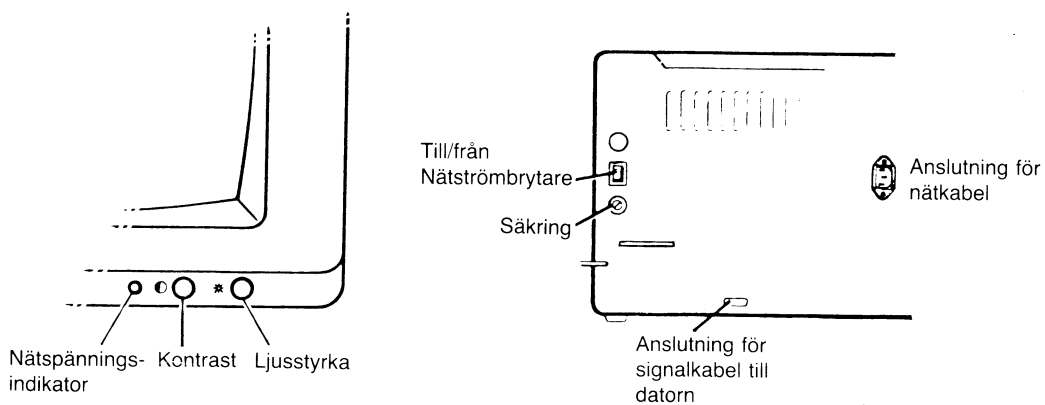 Till/från
Nätströmbrytare
Säkring
Anslutning för
nätkabel
Nätspännings-
indikator
Kontrast
Ljusstyrka
Anslutning för
signalkabel till
datorn